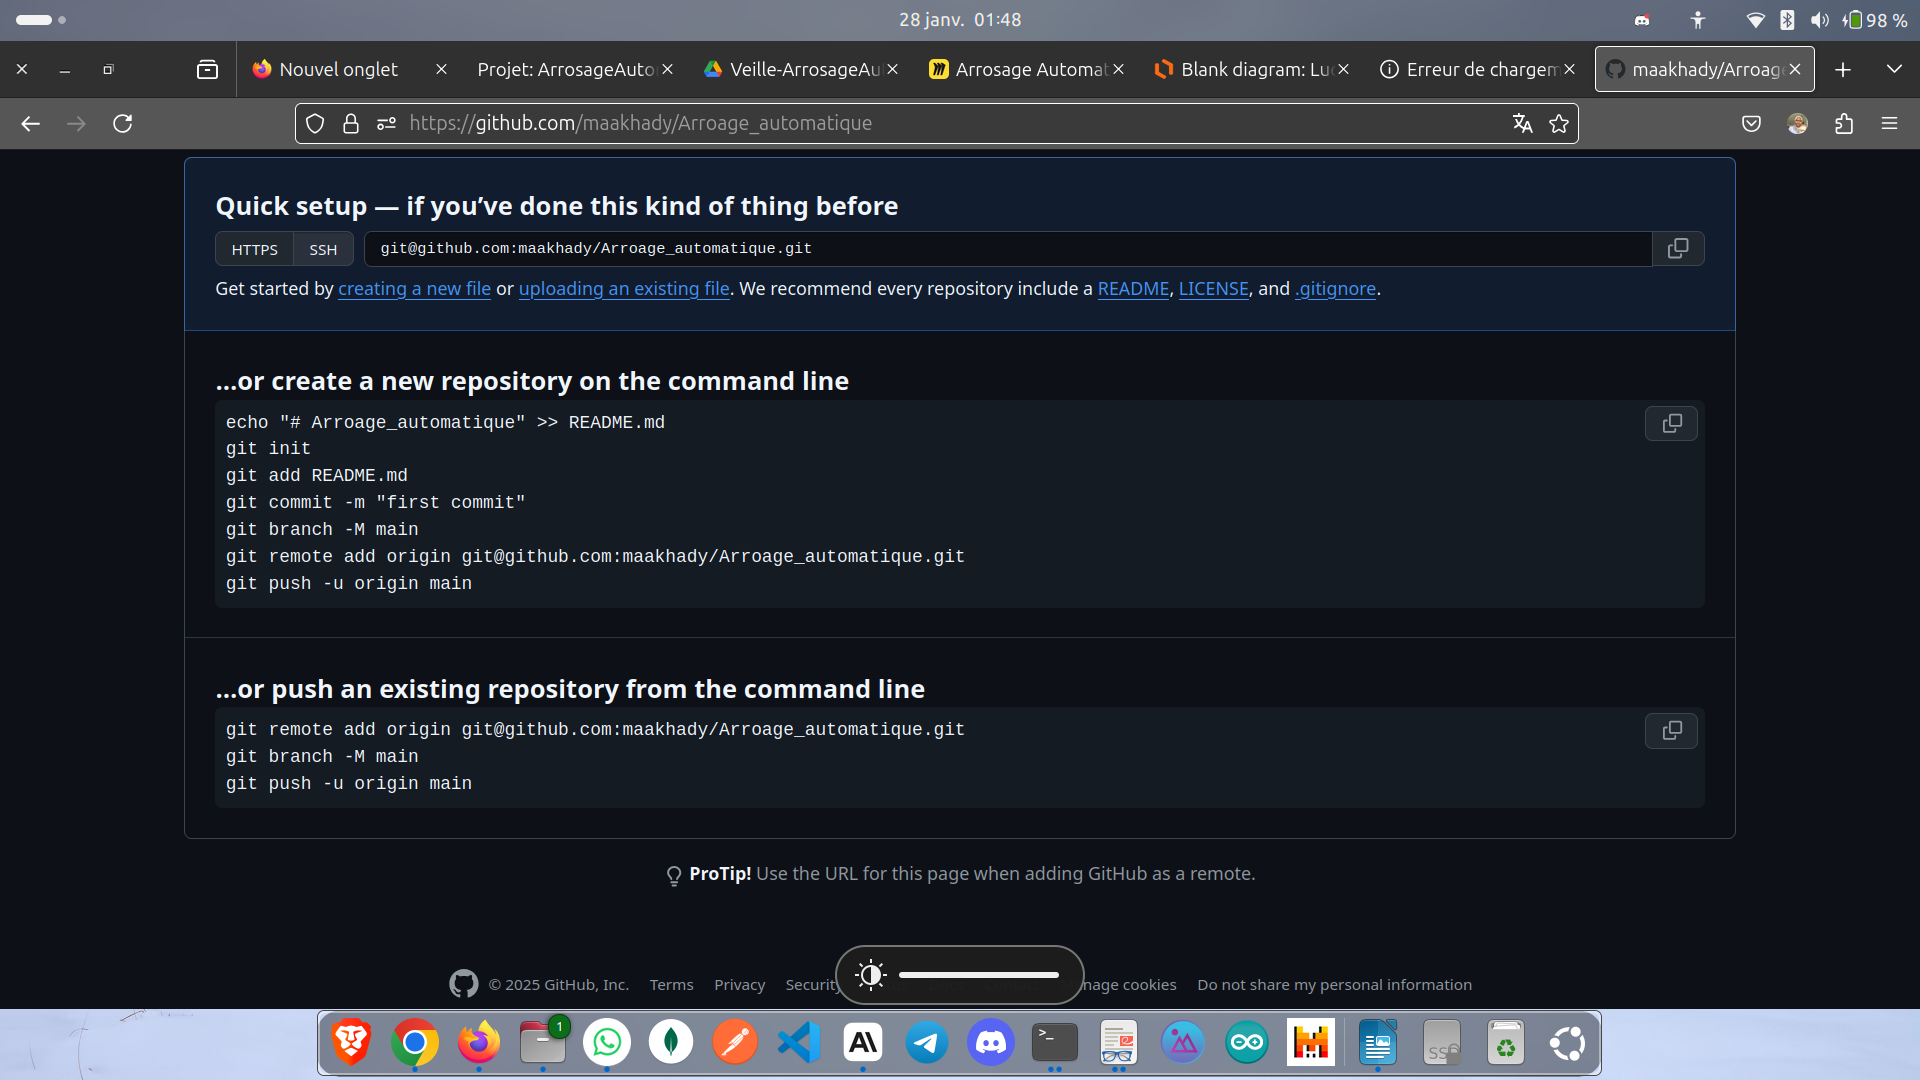 28 janv. 01:48
98 %
Nouvel onglet
Projet: ArrosageAuto
Veille-ArrosageAu
Arrosage Automat
Blank diagram: Lu
Erreur de chargem
maakhady/Arroag
https://github.com/maakhady/Arroage_automatique
Quick setup — if you’ve done this kind of thing before
HTTPS SSH git@github.com:maakhady/Arroage_automatique.git
Get started by creating a new file or uploading an existing file. We recommend every repository include a README, LICENSE, and .gitignore.
…or create a new repository on the command line
echo "# Arroage_automatique" >> README.md
git init
git add README.md
git commit -m "first commit"
git branch -M main
git remote add origin git@github.com:maakhady/Arroage_automatique.git
git push -u origin main
…or push an existing repository from the command line
git remote add origin git@github.com:maakhady/Arroage_automatique.git
git branch -M main
git push -u origin main
ProTip! Use the URL for this page when adding GitHub as a remote.
© 2025 GitHub, Inc. Terms Privacy Security nage cookies Do not share my personal information
1
>_
SS